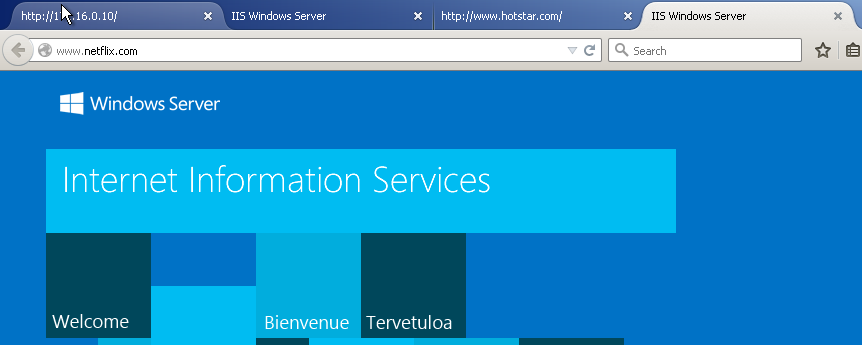 http://17 .16.0.10/
IIS Windows Server
http://www.hotstar.com/
IIS Windows Server
www.netflix.com
Search
Windows Server
Internet Information Services
Welcome
Bienvenue
Tervetuloa